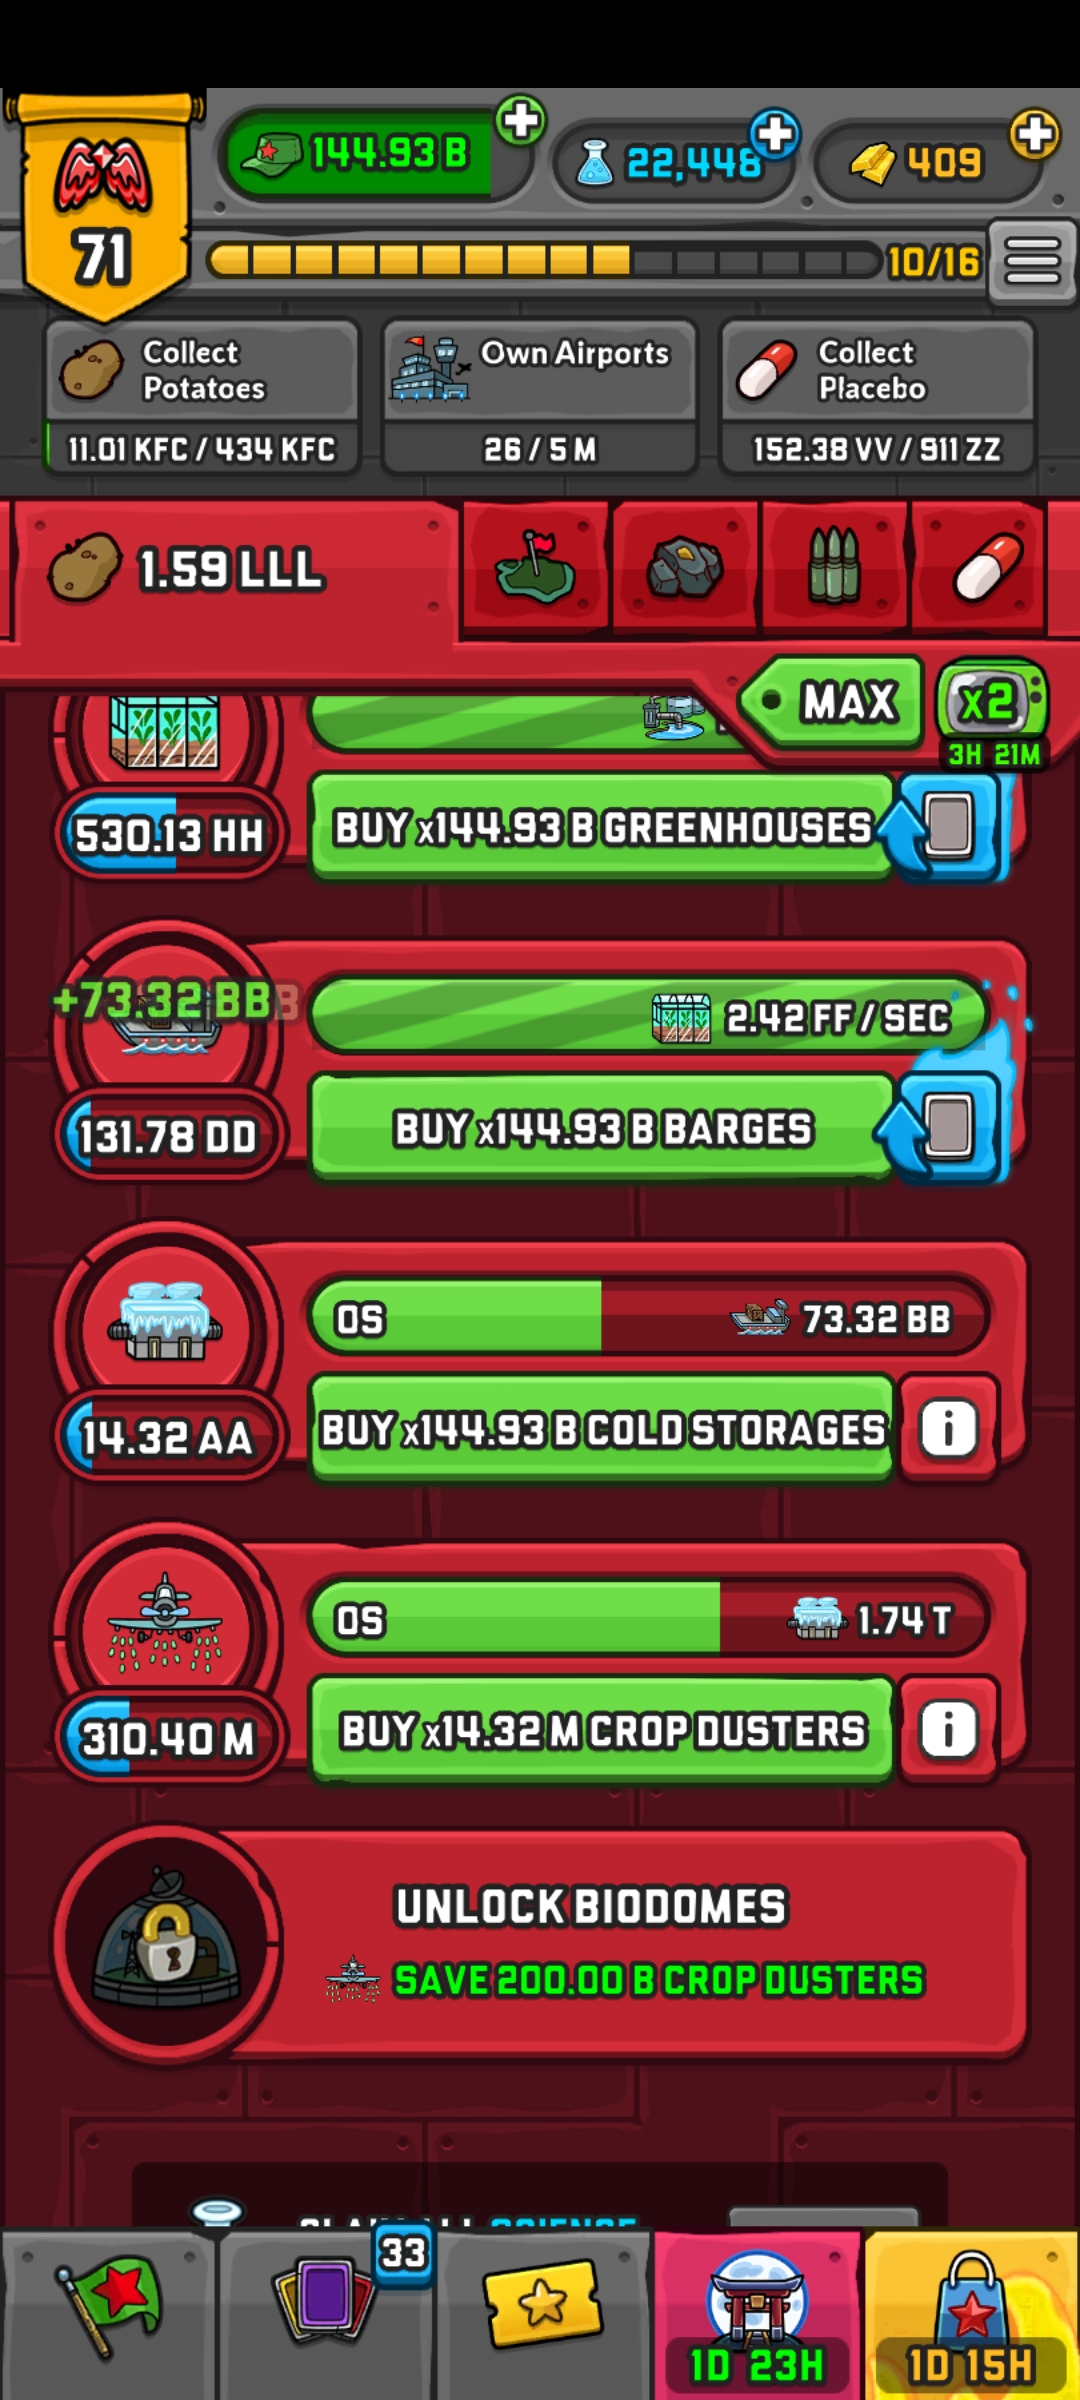 144.93 B
22,448
409
71
10/16
Collect
Potatoes
Own Airports
Collect
Placebo
11.01 KFC / 434 KFC
26 / 5 M
152.38 VV / 911 ZZ
1.59 LLL
MAX
x2
3H 21M
530.13 HH
BUY x144.93 B GREENHOUSES
+73.32 BB
2.42 FF / SEC
131.78 DD
BUY x144.93 B BARGES
0S
73.32 BB
14.32 AA
BUY x144.93 B COLD STORAGES
i
0S
1.74 T
310.40 M
BUY x14.32 M CROP DUSTERS
i
UNLOCK BIODOMES
SAVE 200.00 B CROP DUSTERS
33
1D 23H
1D 15H